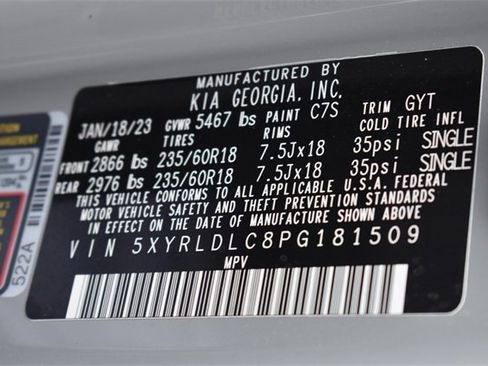 MANUFACTURED BY
KIA GEORGIA, INC.
JAN/18/23 GVWR 5467 lbs PAINT C7S TRIM GYT
GAWR RIMS COLD TIRE INFL
FRONT 2866 lbs 235/60R18 7.5Jx18 35psi SINGLE
REAR 2976 lbs 235/60R18 7.5Jx18 35psi SINGLE
THIS VEHICLE CONFORMS TO ALL APPLICABLE U.S.A. FEDERAL
MOTOR VEHICLE SAFETY AND THEFT PREVENTION STANDARDS
IN EFFECT ON THE DATE OF MANUFACTURE SHOWN ABOVE
VIN 5XYRLDLC8PG181509
MPV
522A